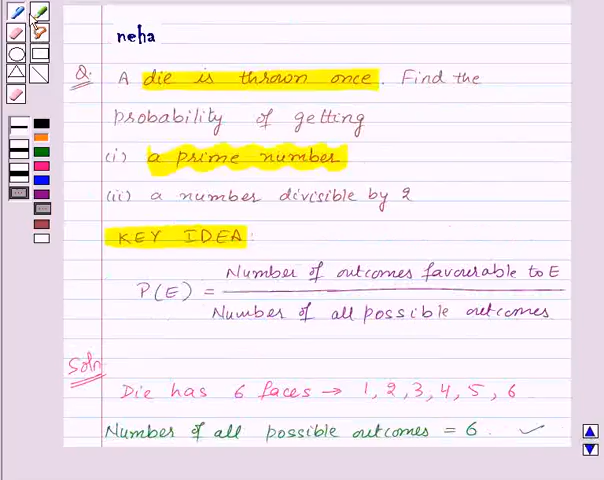 neha
Q. A die is thrown once. Find the
probability of getting
(i) a prime number
(ii) a number divisible by 2
KEY IDEA:
P(E) = Number of outcomes favourable to E
Number of all possible outcomes
Soln
Die has 6 faces → 1, 2, 3, 4, 5, 6
Number of all possible outcomes = 6. ✓